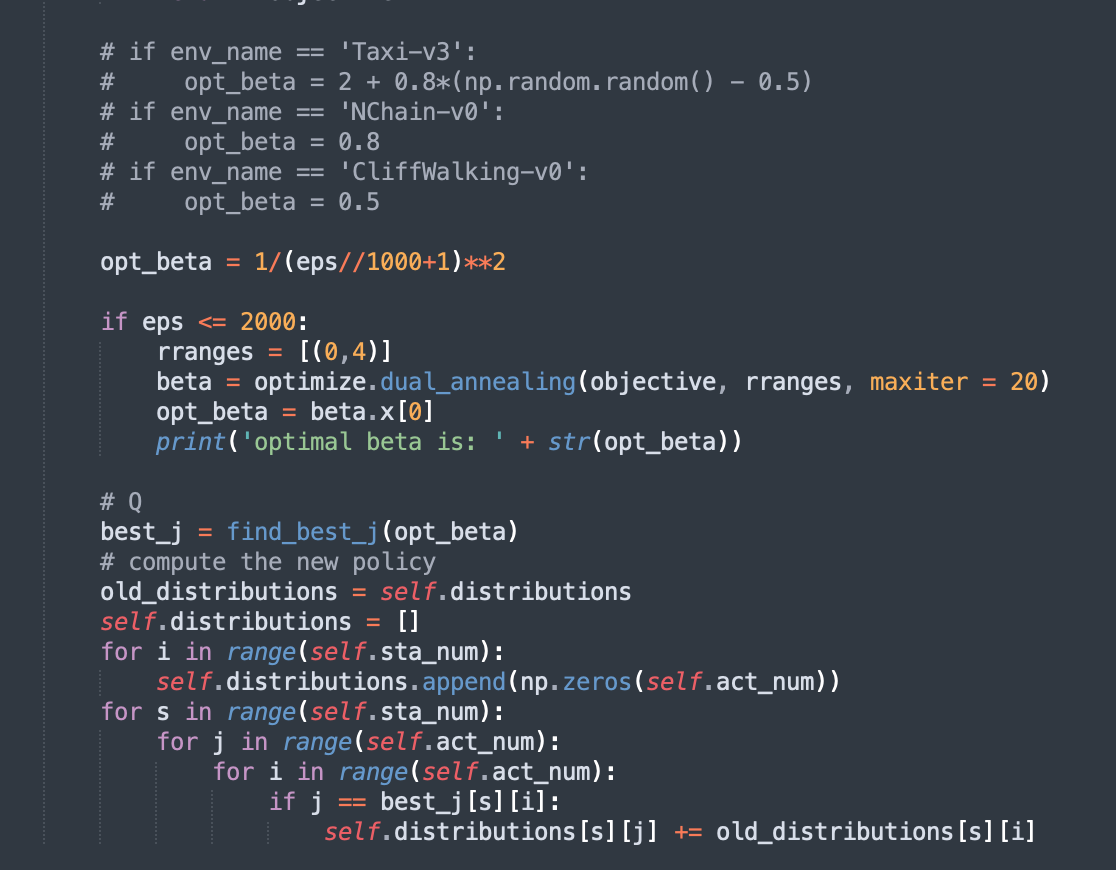 # if env_name == 'Taxi-v3':
#     opt_beta = 2 + 0.8*(np.random.random() - 0.5)
# if env_name == 'NChain-v0':
#     opt_beta = 0.8
# if env_name == 'CliffWalking-v0':
#     opt_beta = 0.5
opt_beta = 1/(eps//1000+1)**2
if eps <= 2000:
    rranges = [(0,4)]
    beta = optimize.dual_annealing(objective, rranges, maxiter = 20)
    opt_beta = beta.x[0]
    print('optimal beta is: ' + str(opt_beta))
# Q
best_j = find_best_j(opt_beta)
# compute the new policy
old_distributions = self.distributions
self.distributions = []
for i in range(self.sta_num):
    self.distributions.append(np.zeros(self.act_num))
for s in range(self.sta_num):
    for j in range(self.act_num):
        for i in range(self.act_num):
            if j == best_j[s][i]:
                self.distributions[s][j] += old_distributions[s][i]